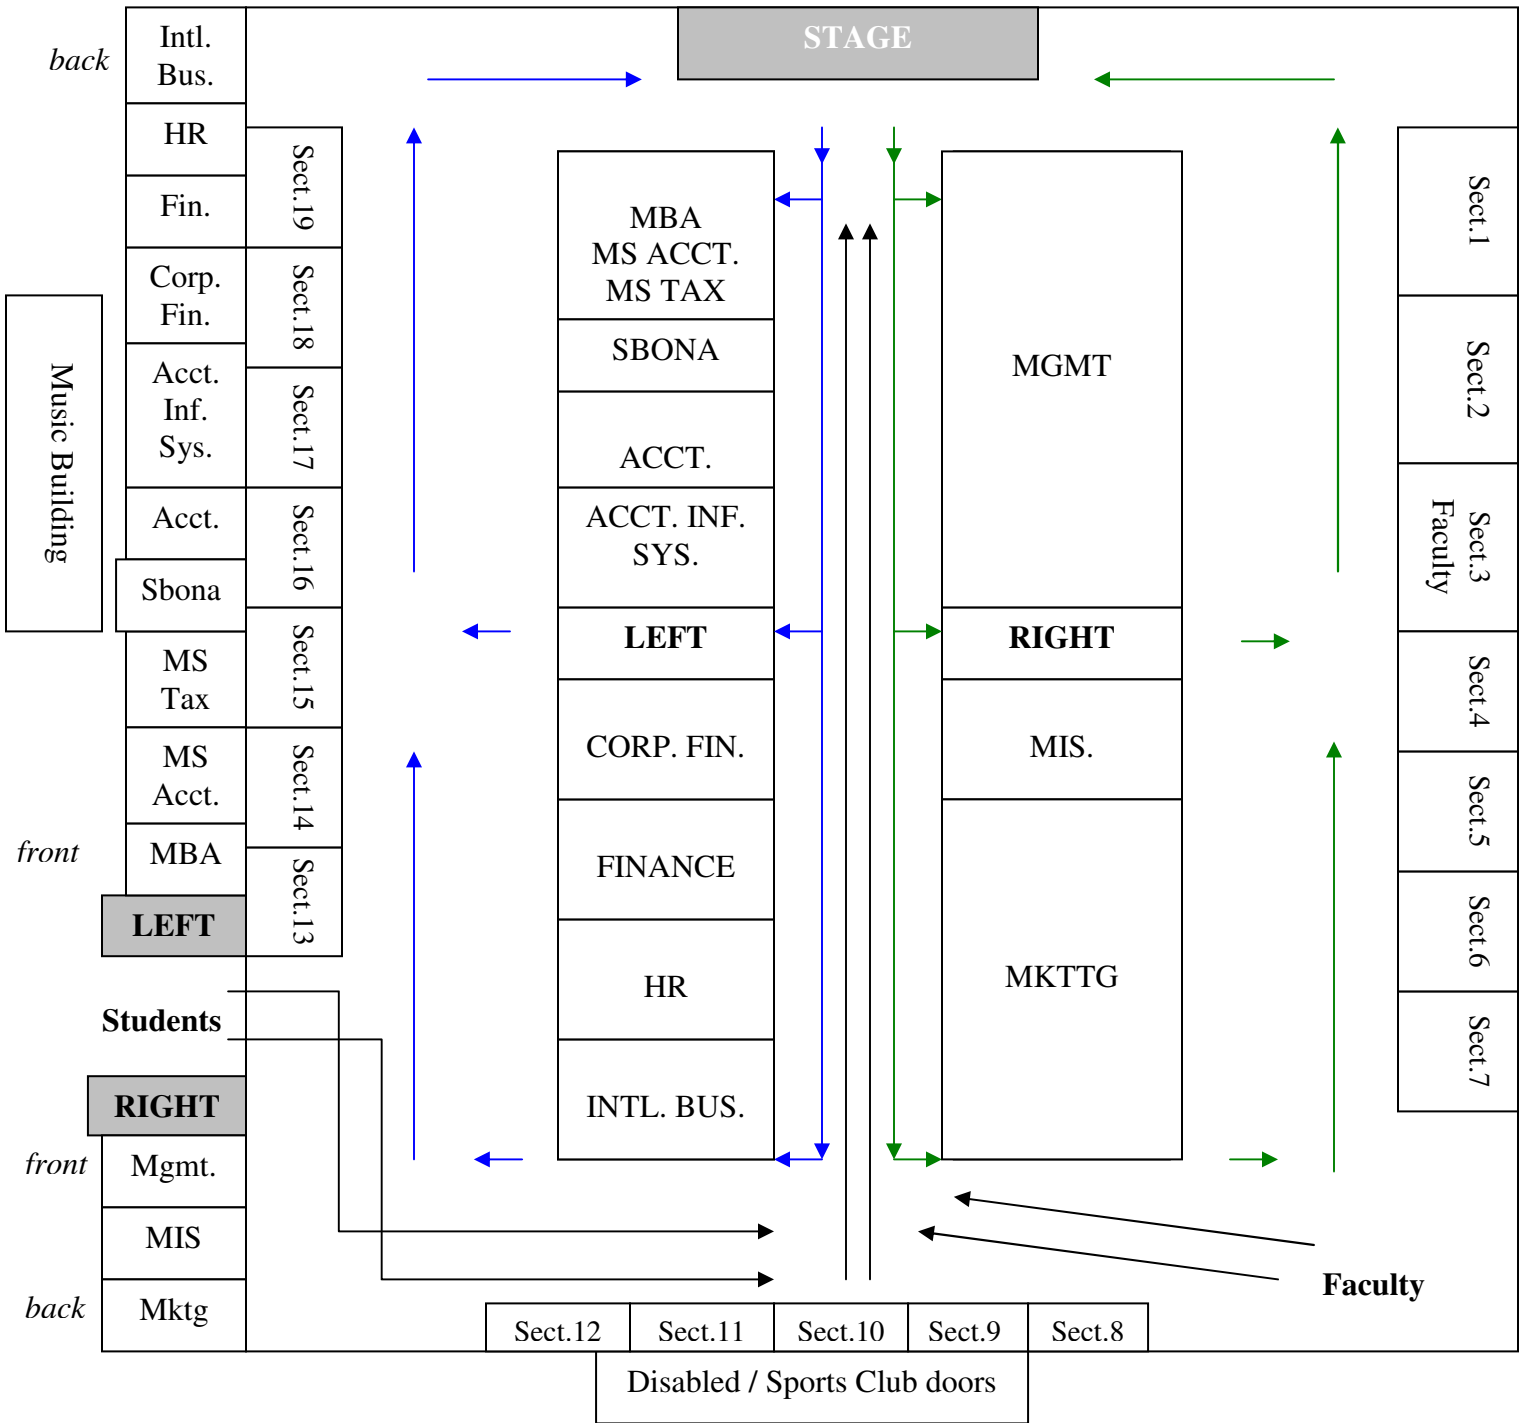 STAGE
back
Intl.
Bus.
HR
Fin.
Corp.
Fin.
Acct.
Inf.
Sys.
Acct.
Sbona
MS
Tax
MS
Acct.
front
MBA
LEFT
Music Building
Sect.19
Sect.18
Sect.17
Sect.16
Sect.15
Sect.14
Sect.13
Students
RIGHT
front
Mgmt.
MIS
back
Mktg
MBA
MS ACCT.
MS TAX
SBONA
ACCT.
ACCT. INF.
SYS.
LEFT
CORP. FIN.
FINANCE
HR
INTL. BUS.
MGMT
RIGHT
MIS.
MKTTG
Sect.1
Sect.2
Sect.3
Faculty
Sect.4
Sect.5
Sect.6
Sect.7
Faculty
Sect.12
Sect.11
Sect.10
Sect.9
Sect.8
Disabled / Sports Club doors